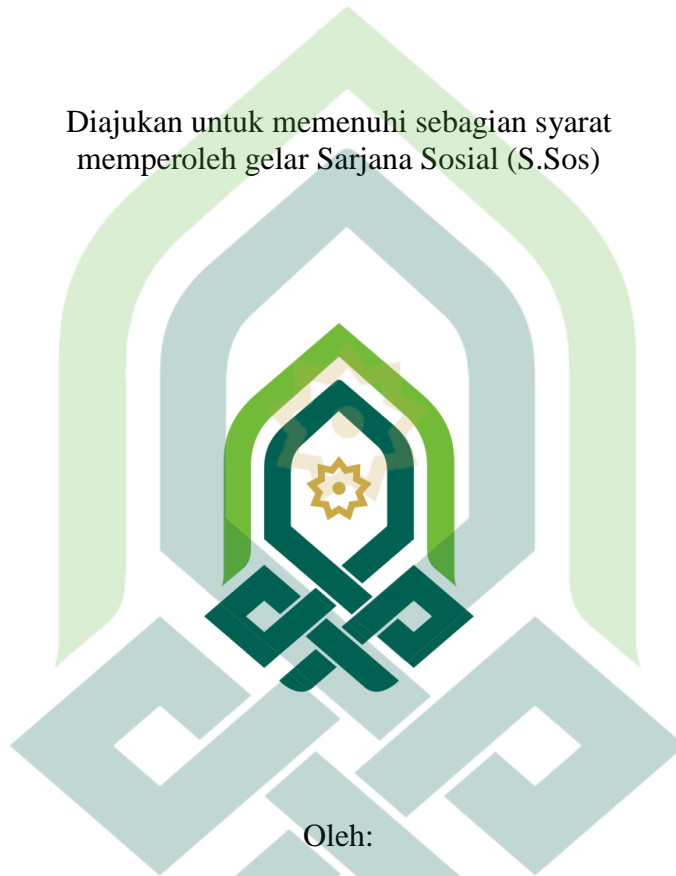 Diajukan untuk memenuhi sebagian syarat
memperoleh gelar Sarjana Sosial (S.Sos)
Oleh: